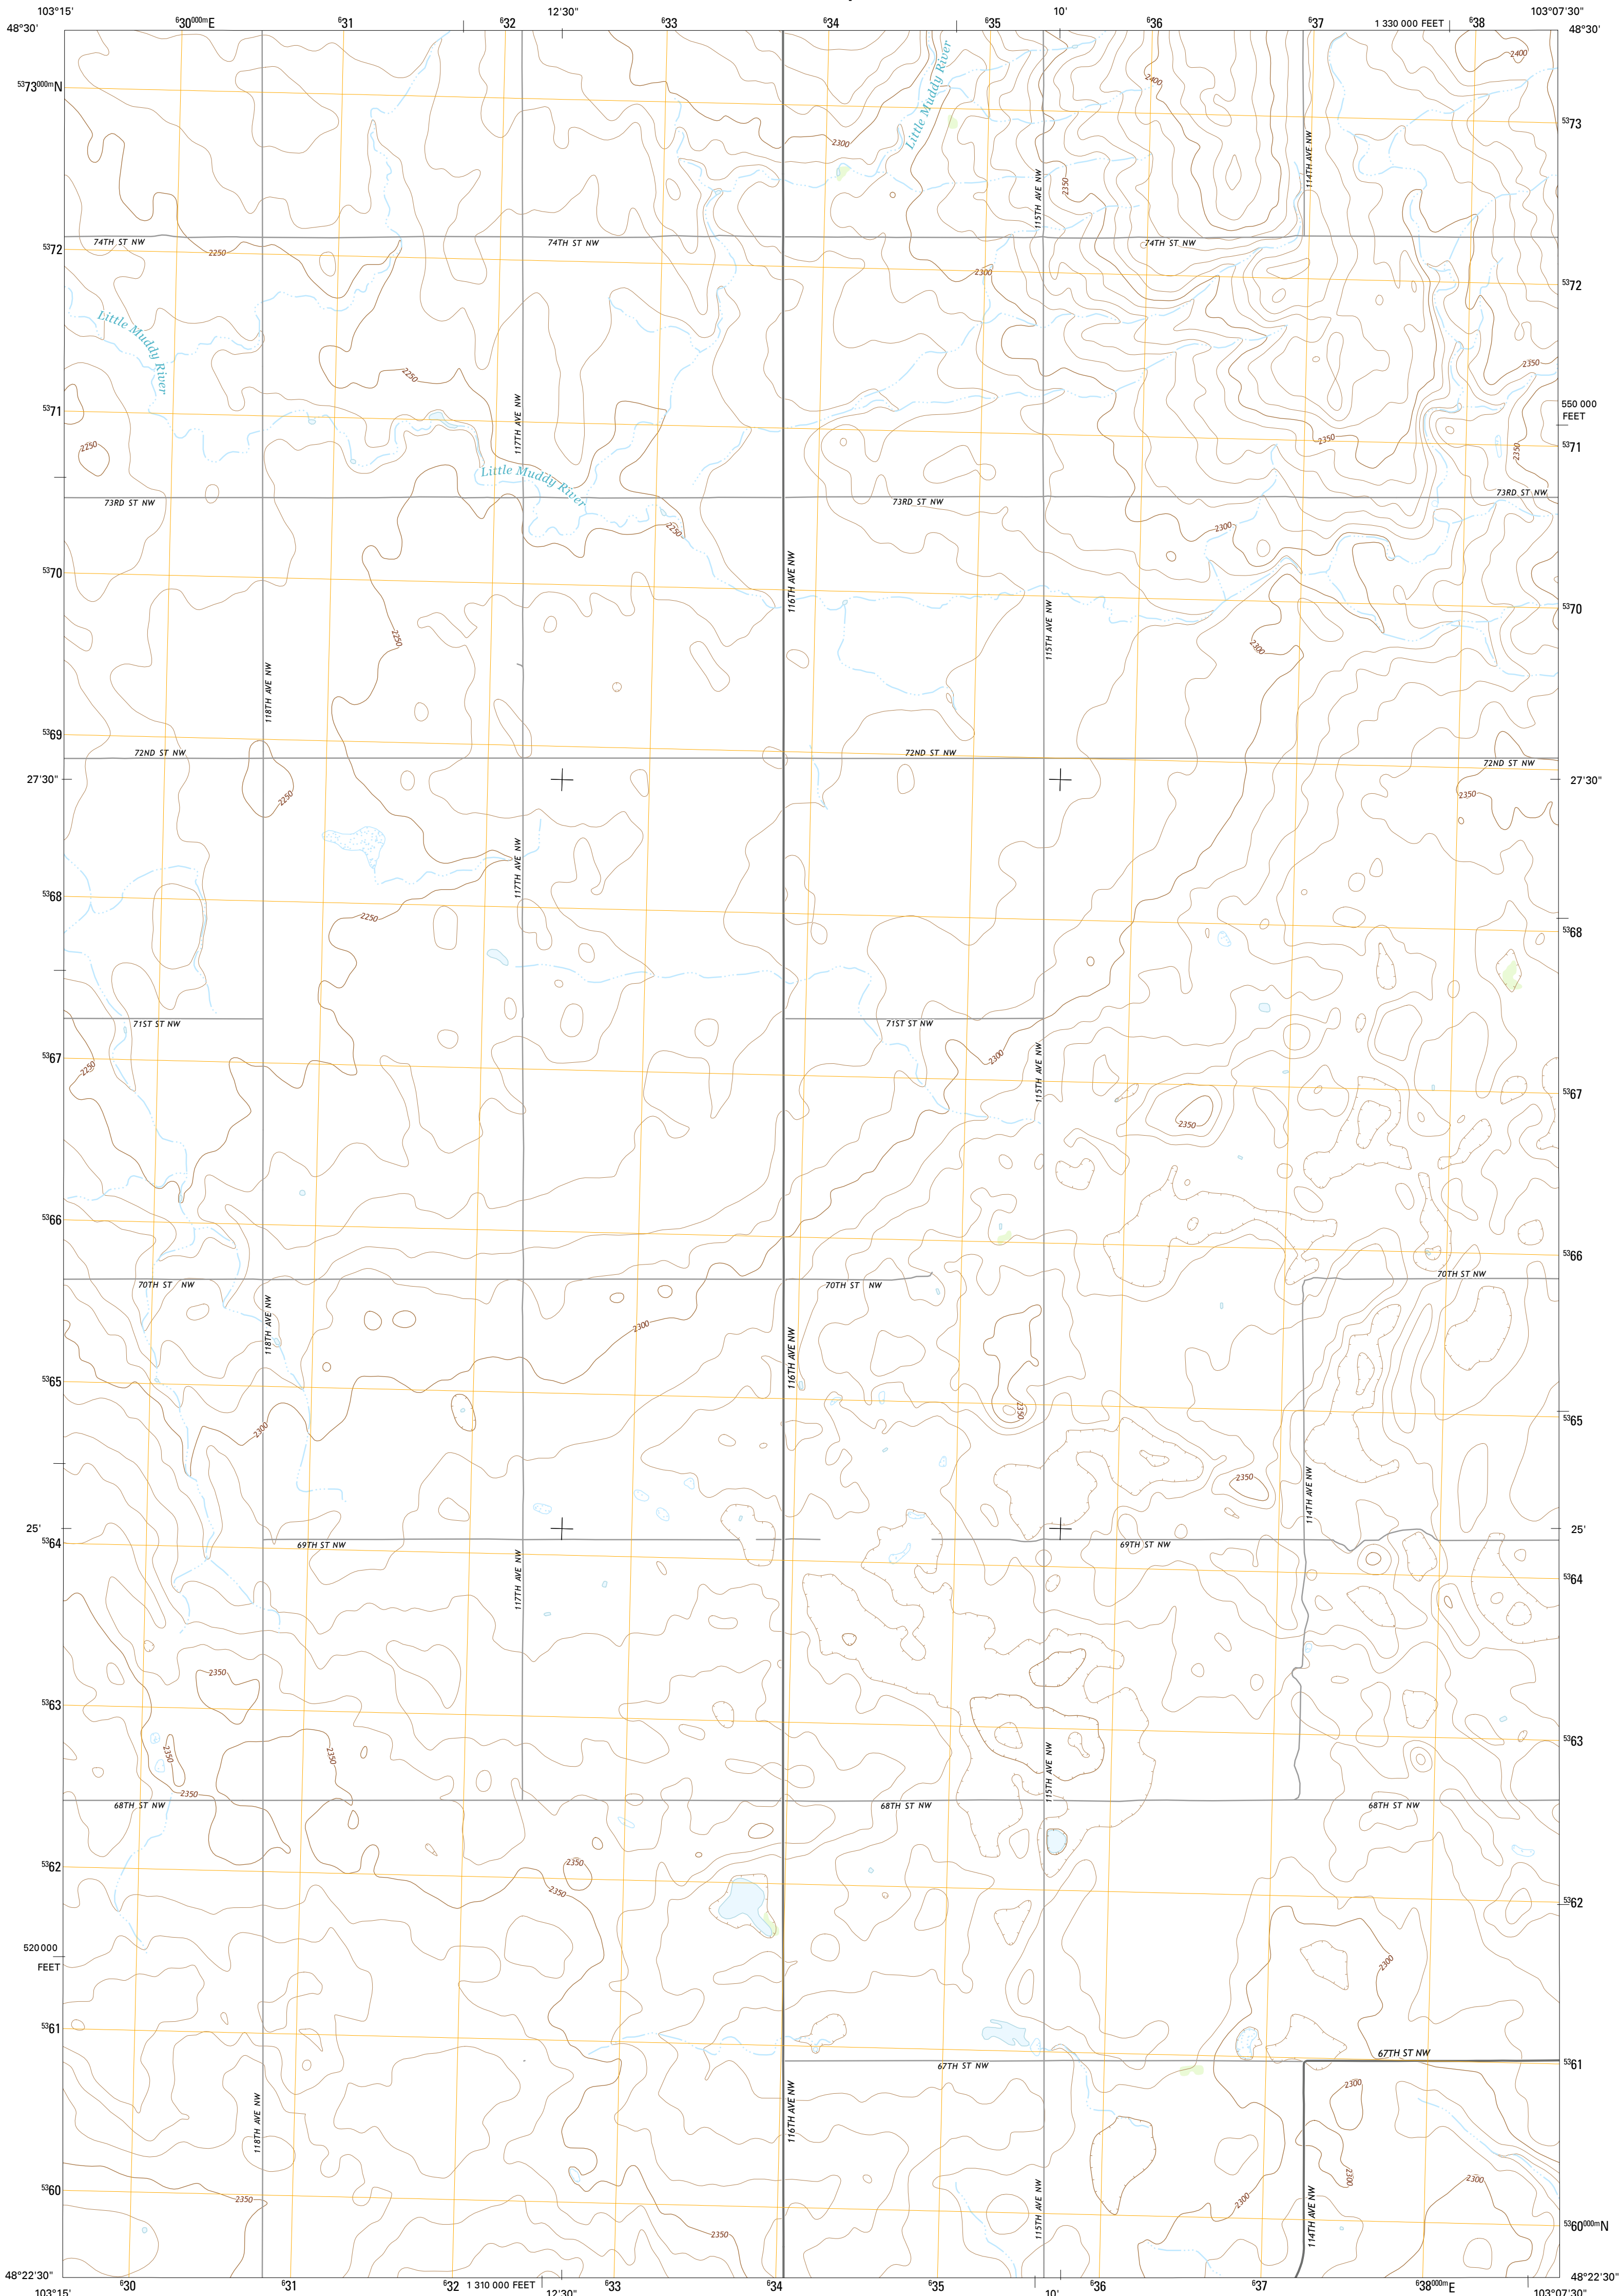 103°15' ⁶30⁰⁰⁰ᵐE ⁶31 ⁶32 12'30" ⁶33 ⁶34 ⁶35 10' ⁶36 ⁶37 1 330 000 FEET ⁶38 103°07'30"
48°30' 48°30'
2400
2400
Little Muddy River
⁵³73⁰⁰⁰ᵐN
⁵³73
2300
114TH AVE NW
115TH AVE NW
2350
74TH ST NW 74TH ST NW 74TH ST NW
⁵³72
2250
2300
⁵³72
Little Muddy River
2350
2250
550 000
FEET
⁵³71
117TH AVE NW
2350
⁵³71
2250
2350
Little Muddy River
73RD ST NW 73RD ST NW 73RD ST NW
2250
2300
⁵³70
116TH AVE NW
⁵³70
115TH AVE NW
2250
2300
118TH AVE NW
⁵³69
72ND ST NW 72ND ST NW 72ND ST NW
27'30" 27'30"
2250
2350
117TH AVE NW
⁵³68
2250
⁵³68
71ST ST NW 71ST ST NW
⁵³67
2250
2300
115TH AVE NW
⁵³67
2350
⁵³66
⁵³66
70TH ST NW 70TH ST NW 70TH ST NW
118TH AVE NW
2300
116TH AVE NW
⁵³65
2350
⁵³65
2300
2350
114TH AVE NW
25' 25'
⁵³64
69TH ST NW 69TH ST NW
117TH AVE NW
⁵³64
2350
⁵³63
⁵³63
2350
2350
115TH AVE NW
2350
68TH ST NW 68TH ST NW 68TH ST NW
⁵³62
2350
2350
⁵³62
520 000
FEET
2300
⁵³61
67TH ST NW
67TH ST NW
⁵³61
118TH AVE NW
116TH AVE NW
2300
2300
2300
⁵³60
2350
2300
115TH AVE NW
114TH AVE NW
2350
⁵³60⁰⁰⁰ᵐN
48°22'30" 48°22'30"
⁶30 ⁶31 ⁶32 1 310 000 FEET ⁶33 ⁶34 ⁶35 ⁶36 ⁶37 ⁶38⁰⁰⁰ᵐE
103°15' 12'30" 10' 103°07'30"